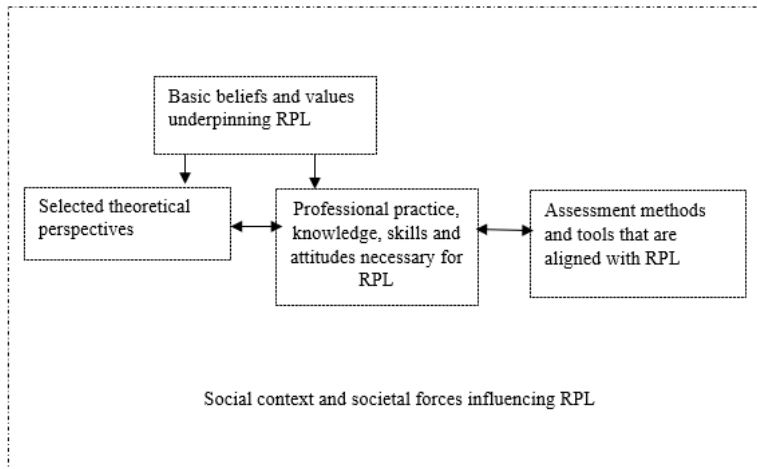 Basic beliefs and values
underpinning RPL
Selected theoretical
perspectives
Professional practice,
knowledge, skills and
attitudes necessary for
RPL
Assessment methods
and tools that are
aligned with RPL
Social context and societal forces influencing RPL